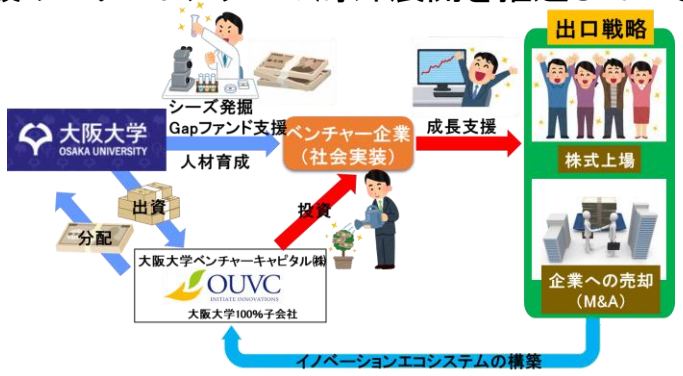 出口戦略
シーズ発掘
Gapファンド支援
人材育成
大阪大学
OSAKA UNIVERSITY
ベンチャー企業
(社会実装)
成長支援
株式上場
出資
分配
投資
大阪大学ベンチャーキャピタル㈱
OUVC
INITIATE INNOVATIONS
大阪大学100%子会社
企業への売却
(M&A)
イノベーションエコシステムの構築